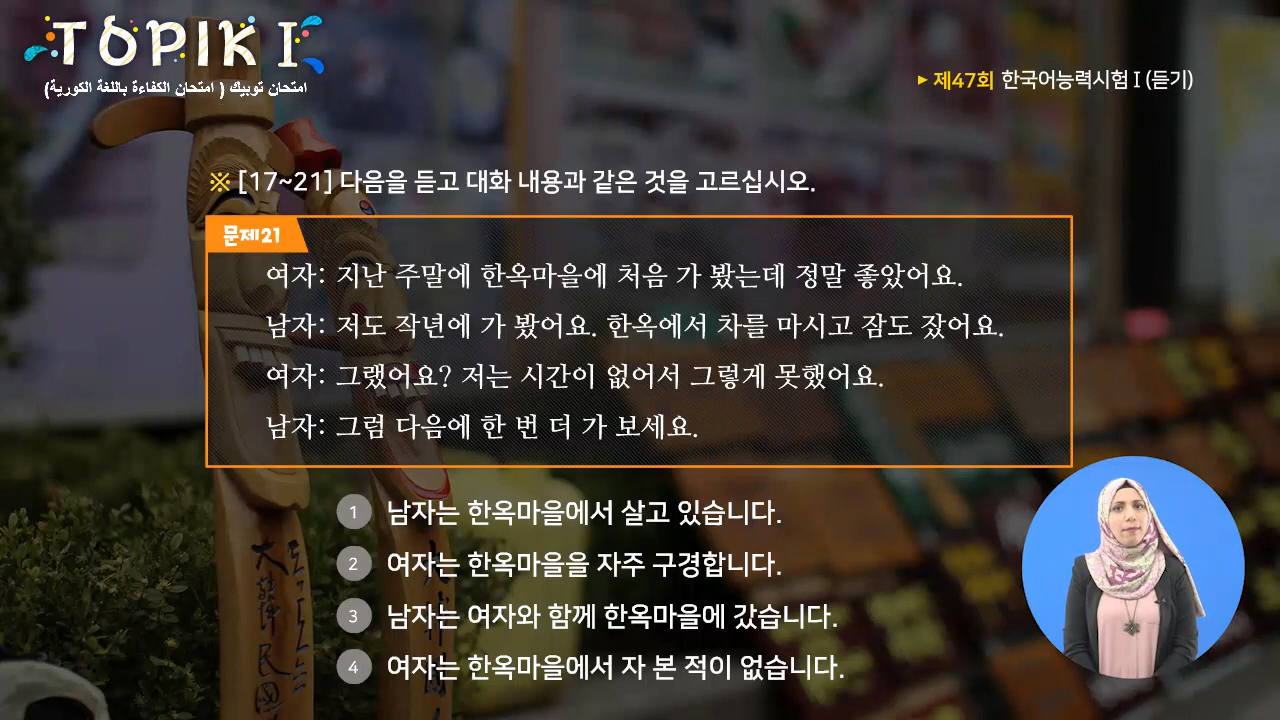 TOPIK I
امتحان توبيك ( امتحان الكفاءة باللغة الكورية)
▶ 제47회 한국어능력시험 I (듣기)
※ [17~21] 다음을 듣고 대화 내용과 같은 것을 고르십시오.
문제21
여자: 지난 주말에 한옥마을에 처음 가 봤는데 정말 좋았어요.
남자: 저도 작년에 가 봤어요. 한옥에서 차를 마시고 잠도 잤어요.
여자: 그랬어요? 저는 시간이 없어서 그렇게 못했어요.
남자: 그럼 다음에 한 번 더 가 보세요.
1 남자는 한옥마을에서 살고 있습니다.
2 여자는 한옥마을을 자주 구경합니다.
3 남자는 여자와 함께 한옥마을에 갔습니다.
4 여자는 한옥마을에서 자 본 적이 없습니다.
大韓民國